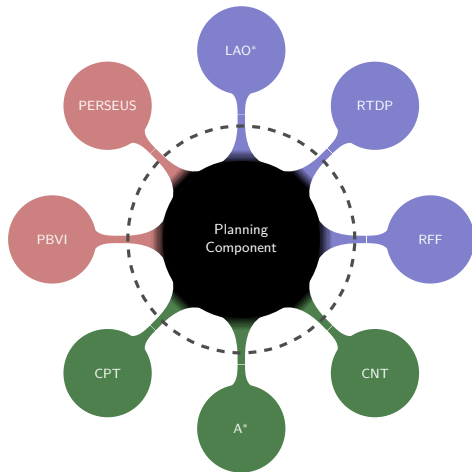 LAO*
PERSEUS
RTDP
PBVI
Planning
Component
RFF
CPT
CNT
A*